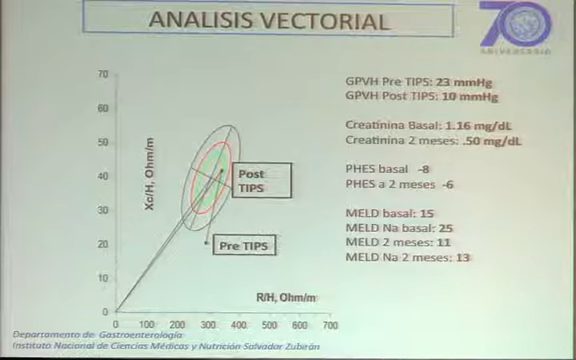 ANALISIS VECTORIAL
70
ANIVERSARIO
GPVH Pre TIPS: 23 mmHg
GPVH Post TIPS: 10 mmHg
Creatinina Basal: 1.16 mg/dL
Creatinina 2 meses: .50 mg/dL
PHES basal -8
PHES a 2 meses -6
MELD basal: 15
MELD Na basal: 25
MELD 2 meses: 11
MELD Na 2 meses: 13
70
60
50
40
30
20
10
0
Xc/H, Ohm/m
Post
TIPS
Pre TIPS
R/H, Ohm/m
0 100 200 300 400 500 600 700
Departamento de Gastroenterología
Instituto Nacional de Ciencias Médicas y Nutrición Salvador Zubirán